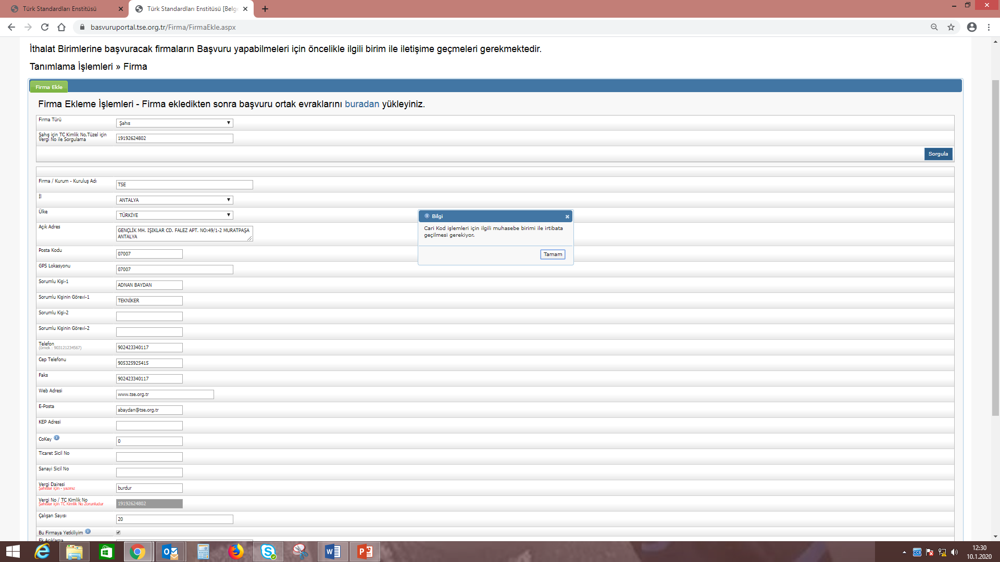 Türk Standardları Enstitüsü
Türk Standardları Enstitüsü [Belge
basvuruportal.tse.org.tr/Firma/FirmaEkle.aspx
İthalat Birimlerine başvuracak firmaların Başvuru yapabilmeleri için öncelikle ilgili birim ile iletişime geçmeleri gerekmektedir.
Tanımlama İşlemleri » Firma
Firma Ekle
Firma Ekleme İşlemleri - Firma ekledikten sonra başvuru ortak evraklarını buradan yükleyiniz.
Firma Türü
Şahıs
Şahış için TC Kimlik No,Tüzel için
Vergi No ile Sorgulama
19192624802
Sorgula
Firma / Kurum - Kuruluş Adı
TSE
İl
ANTALYA
Ülke
TÜRKİYE
Açık Adres
GENÇLİK MH. IŞIKLAR CD. FALEZ APT. NO:49/1-2 MURATPAŞA
ANTALYA
Bilgi
Cari Kod işlemleri için ilgili muhasebe birimi ile irtibata
geçilmesi gerekiyor.
Tamam
Posta Kodu
07007
GPS Lokasyonu
07007
Sorumlu Kişi-1
ADNAN BAYDAN
Sorumlu Kişinin Görevi-1
TEKNİKER
Sorumlu Kişi-2
Sorumlu Kişinin Görevi-2
Telefon
(örnek : 903121234567)
902423340117
Cep Telefonu
905325925415
Faks
902423340117
Web Adresi
www.tse.org.tr
E-Posta
abaydan@tse.org.tr
KEP Adresi
CoKey
0
Ticaret Sicil No
Sanayi Sicil No
Vergi Dairesi
Şahıslar için - yazınız
burdur
Vergi No / TC Kimlik No
Şahıslar için TC Kimlik No Zorunludur
19192624802
Çalışan Sayısı
20
Bu Firmaya Yetkiliyim
Ek Açıklama
12:30
10.1.2020